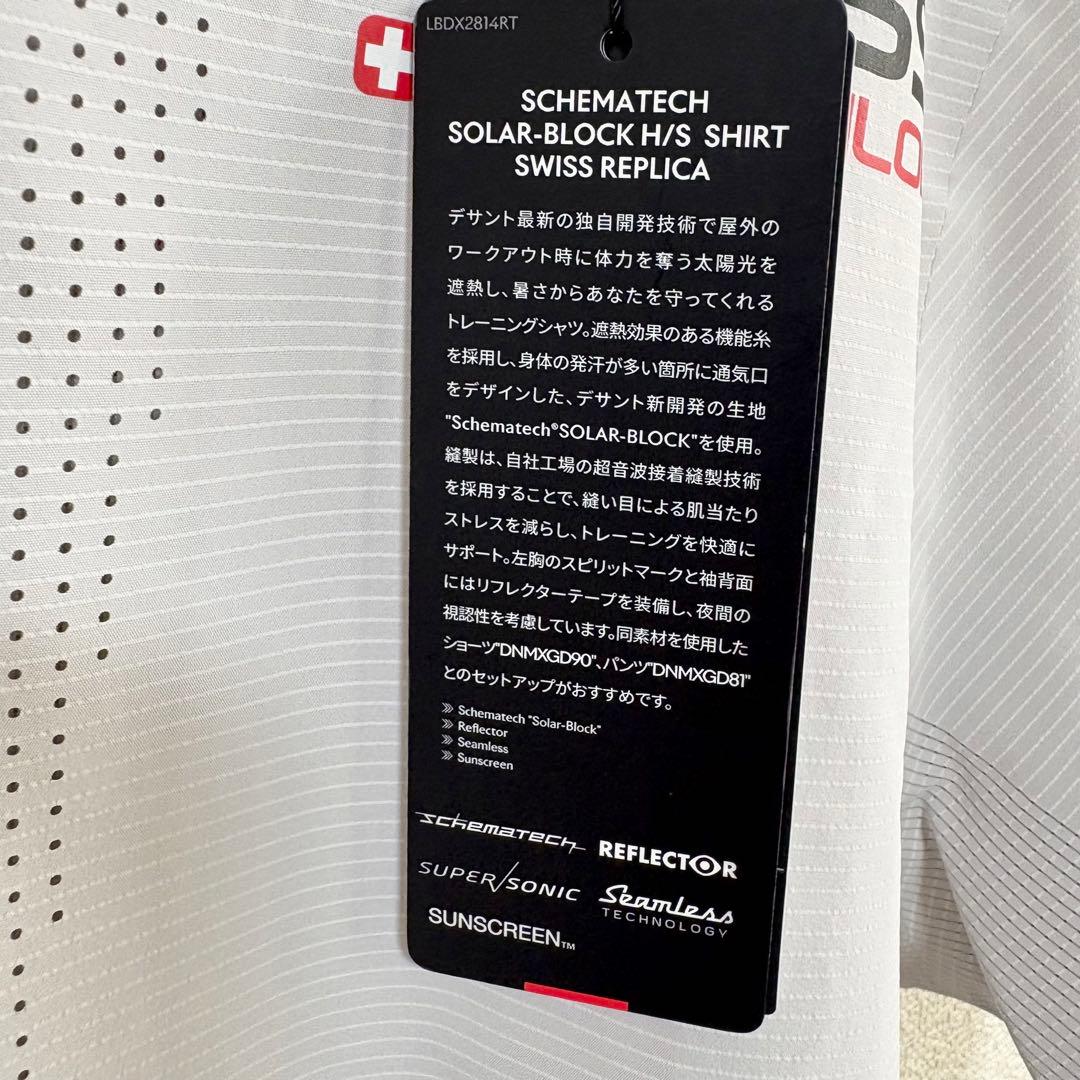 LBDX2814RT
SCHEMATECH
SOLAR-BLOCK H/S SHIRT
SWISS REPLICA
デサント最新の独自開発技術で屋外の
ワークアウト時に体力を奪う太陽光を
遮熱し、暑さからあなたを守ってくれる
トレーニングシャツ。遮熱効果のある機能糸
を採用し、身体の発汗が多い箇所に通気口
をデザインした、デサント新開発の生地
"Schematech®SOLAR-BLOCK"を使用。
縫製は、自社工場の超音波接着縫製技術
を採用することで、縫い目による肌当たり
ストレスを減らし、トレーニングを快適に
サポート。左胸のスピリットマークと袖背面
にはリフレクターテープを装備し、夜間の
視認性を考慮しています。同素材を使用した
ショーツ"DNMXGD90"、パンツ"DNMXGD81"
とのセットアップがおすすめです。
Schematech "Solar-Block"
Reflector
Seamless
Sunscreen
schematech
REFLECTOR
SUPER/SONIC
Seamless
TECHNOLOGY
SUNSCREEN™